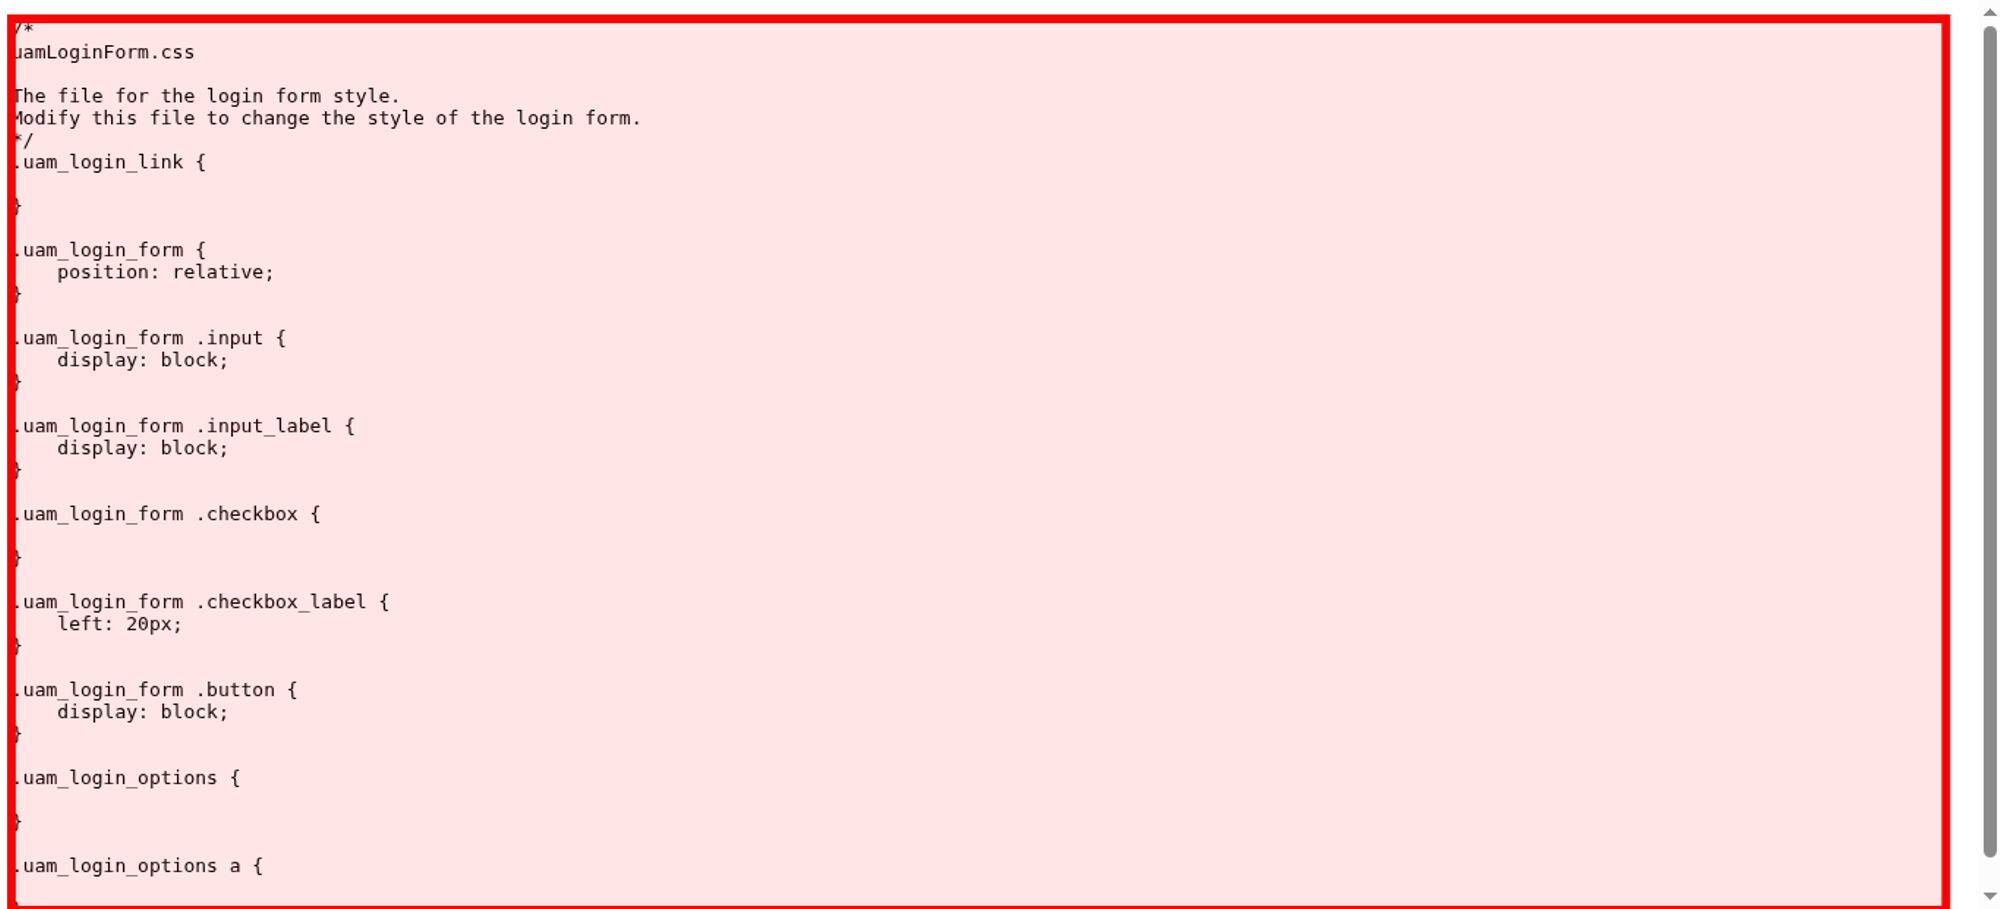 /*
uamLoginForm.css

The file for the login form style.
Modify this file to change the style of the login form.
*/
.uam_login_link {

}

.uam_login_form {
    position: relative;
}

.uam_login_form .input {
    display: block;
}

.uam_login_form .input_label {
    display: block;
}

.uam_login_form .checkbox {

}

.uam_login_form .checkbox_label {
    left: 20px;
}

.uam_login_form .button {
    display: block;
}

.uam_login_options {

}

.uam_login_options a {